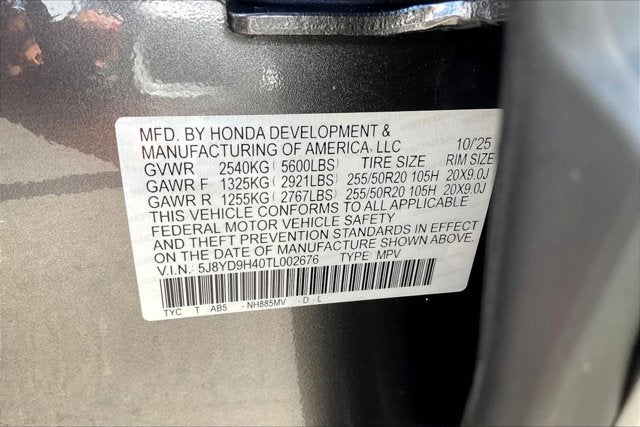 MFD. BY HONDA DEVELOPMENT &
MANUFACTURING OF AMERICA, LLC 10/'25
GVWR 2540KG (5600LBS) TIRE SIZE RIM SIZE
GAWR F 1325KG (2921LBS) 255/50R20 105H 20X9.0J
GAWR R 1255KG (2767LBS) 255/50R20 105H 20X9.0J
THIS VEHICLE CONFORMS TO ALL APPLICABLE
FEDERAL MOTOR VEHICLE SAFETY
AND THEFT PREVENTION STANDARDS IN EFFECT
ON THE DATE OF MANUFACTURE SHOWN ABOVE.
V.I.N: 5J8YD9H40TL002676 TYPE: MPV
TYC T AB5 - NH885MV - D - L